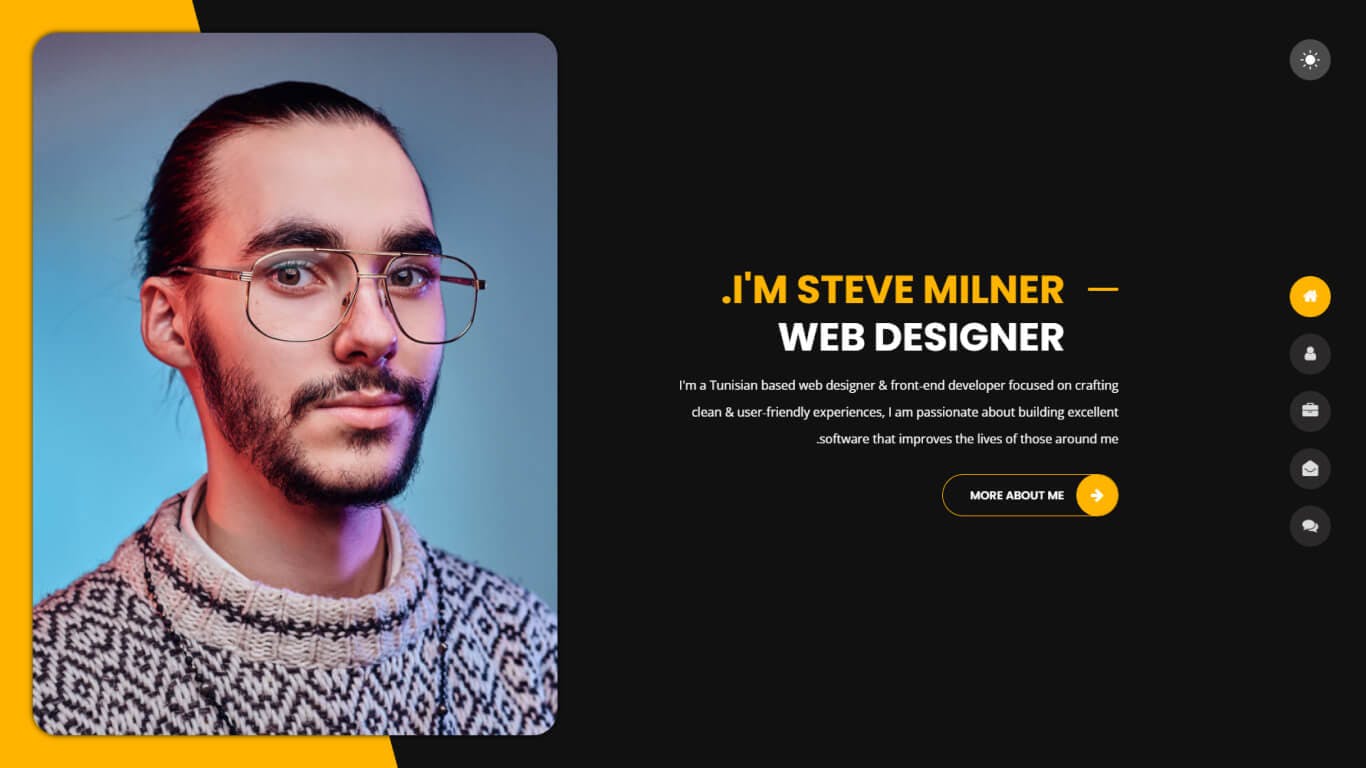 .I'M STEVE MILNER
WEB DESIGNER
I'm a Tunisian based web designer & front-end developer focused on crafting
clean & user-friendly experiences, I am passionate about building excellent
.software that improves the lives of those around me
MORE ABOUT ME